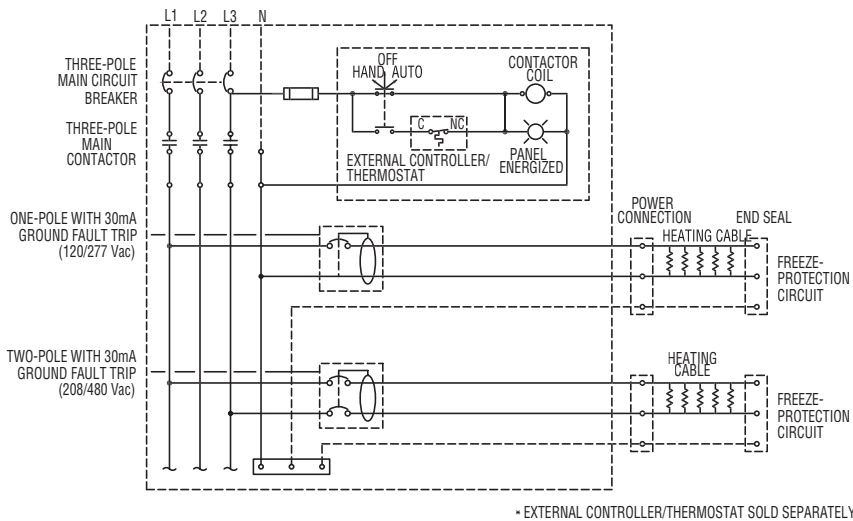 L1 L2 L3 N
THREE-POLE
MAIN CIRCUIT
BREAKER
THREE-POLE
MAIN
CONTACTOR
OFF
HAND AUTO
CONTACTOR
COIL
C NC
EXTERNAL CONTROLLER/
THERMOSTAT
PANEL
ENERGIZED
ONE-POLE WITH 30mA
GROUND FAULT TRIP
(120/277 Vac)
POWER
CONNECTION
END SEAL
HEATING CABLE
FREEZE-
PROTECTION
CIRCUIT
TWO-POLE WITH 30mA
GROUND FAULT TRIP
(208/480 Vac)
HEATING
CABLE
FREEZE-
PROTECTION
CIRCUIT
* EXTERNAL CONTROLLER/THERMOSTAT SOLD SEPARATELY